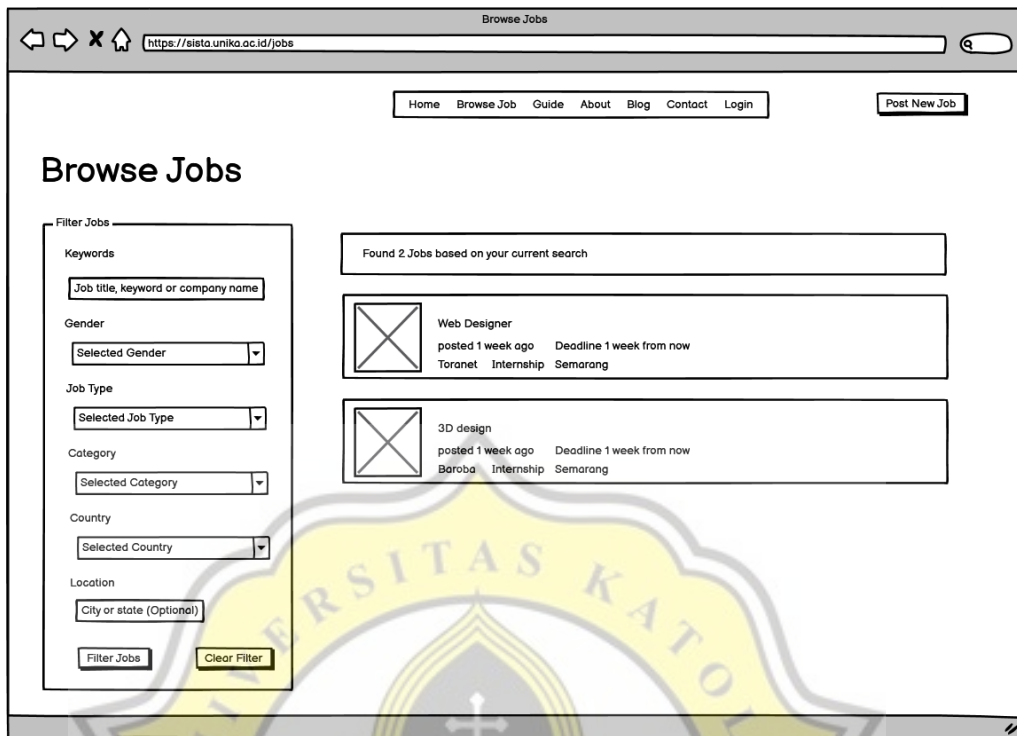 Browse Jobs
https://sista.unika.ac.id/jobs
Home Browse Job Guide About Blog Contact Login
Post New Job
Browse Jobs
Filter Jobs
Keywords
Job title, keyword or company name
Gender
Selected Gender
Job Type
Selected Job Type
Category
Selected Category
Country
Selected Country
Location
City or state (Optional)
Filter Jobs Clear Filter
Found 2 Jobs based on your current search
Web Designer
posted 1 week ago Deadline 1 week from now
Toranet Internship Semarang
3D design
posted 1 week ago Deadline 1 week from now
Baroba Internship Semarang
IVERSITAS KATOL